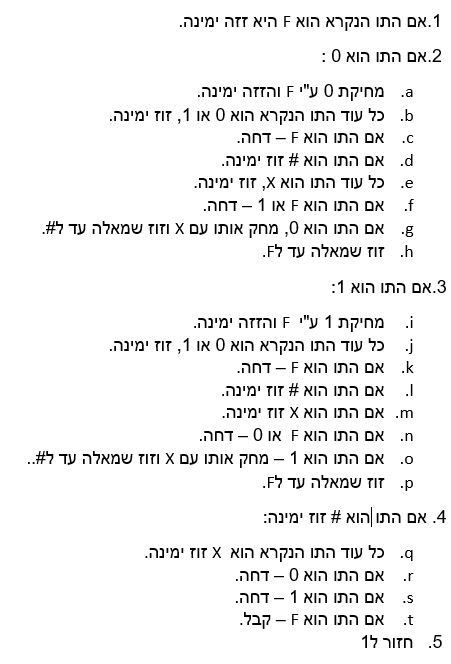 1.אם התו הנקרא הוא F היא זזה ימינה.
2.אם התו הוא 0 :
a. מחיקת 0 ע"י F והזזה ימינה.
b. כל עוד התו הנקרא הוא 0 או 1, זוז ימינה.
c. אם התו הוא F – דחה.
d. אם התו הוא # זוז ימינה.
e. כל עוד התו הוא X, זוז ימינה.
f. אם התו הוא F או 1 – דחה.
g. אם התו הוא 0, מחק אותו עם X וזוז שמאלה עד ל#.
h. זוז שמאלה עד לF.
3.אם התו הוא 1:
i. מחיקת 1 ע"י F והזזה ימינה.
j. כל עוד התו הנקרא הוא 0 או 1, זוז ימינה.
k. אם התו הוא F – דחה.
l. אם התו הוא # זוז ימינה.
m. אם התו הוא X זוז ימינה.
n. אם התו הוא F או 0 – דחה.
o. אם התו הוא 1 – מחק אותו עם X וזוז שמאלה עד ל#..
p. זוז שמאלה עד לF.
4. אם התו הוא # זוז ימינה:
q. כל עוד התו הנקרא הוא X זוז ימינה.
r. אם התו הוא 0 – דחה.
s. אם התו הוא 1 – דחה.
t. אם התו הוא F – קבל.
5. חזור ל1